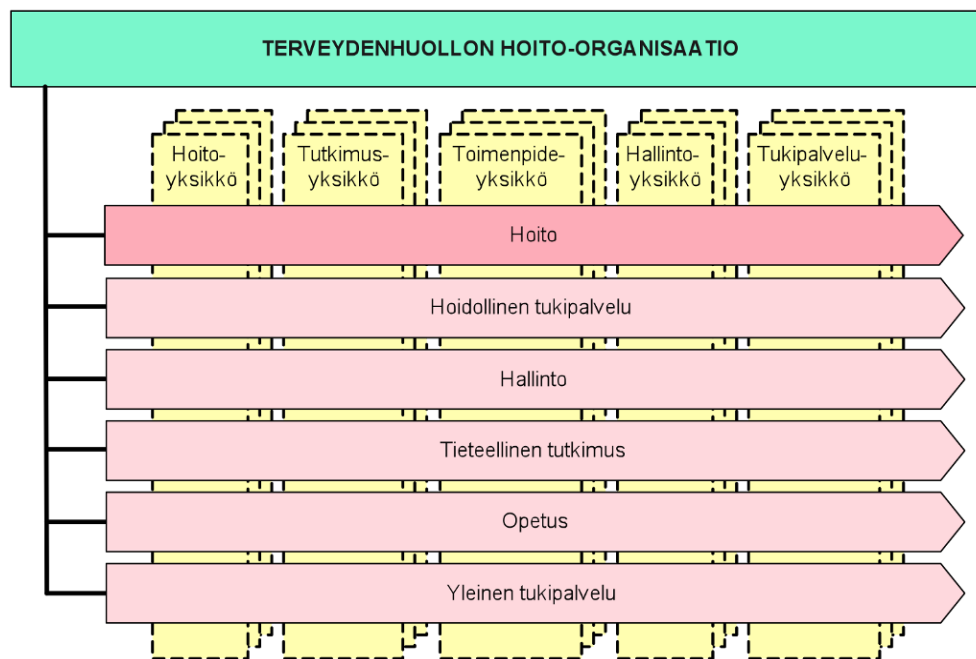 TERVEYDENHUOLLON HOITO-ORGANISAATIO
Hoito-
yksikkö
Tutkimus-
yksikkö
Toimenpide-
yksikkö
Hallinto-
yksikkö
Tukipalvelu-
yksikkö
Hoito
Hoidollinen tukipalvelu
Hallinto
Tieteellinen tutkimus
Opetus
Yleinen tukipalvelu